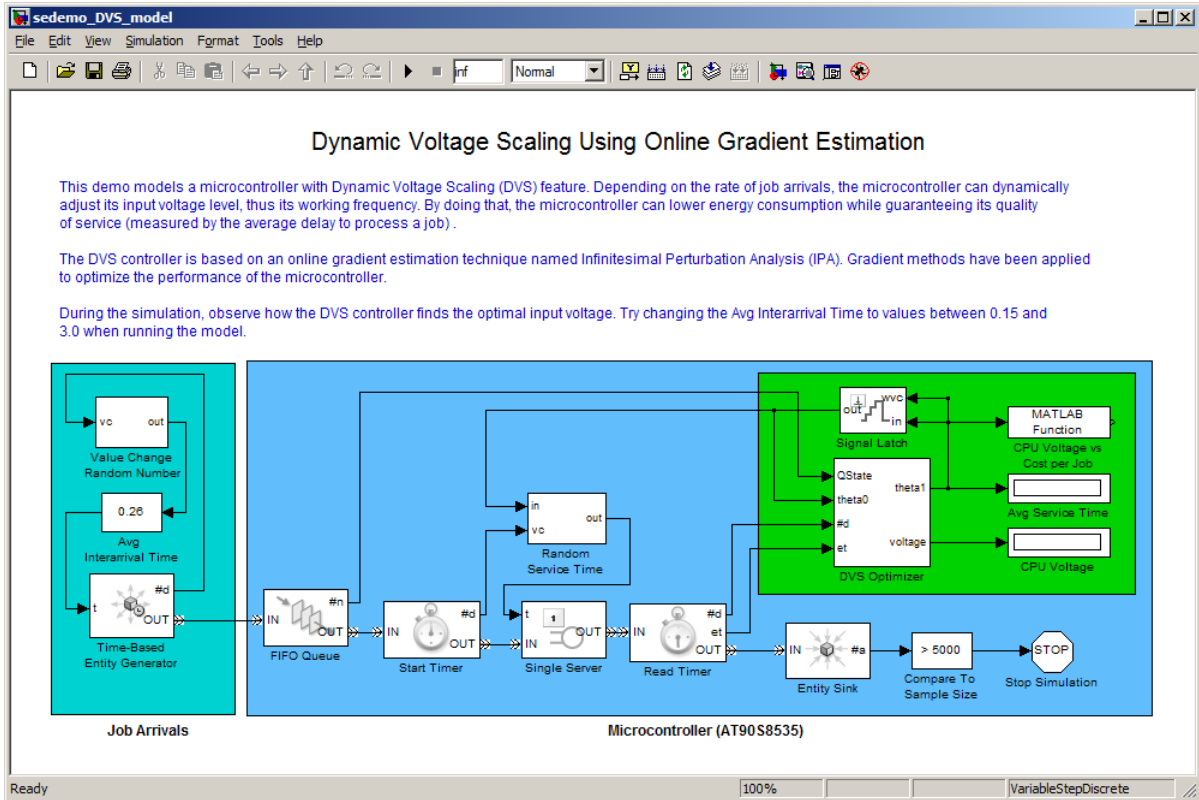 sedemo_DVS_model
File Edit View Simulation Format Tools Help
inf Normal
Dynamic Voltage Scaling Using Online Gradient Estimation
This demo models a microcontroller with Dynamic Voltage Scaling (DVS) feature. Depending on the rate of job arrivals, the microcontroller can dynamically
adjust its input voltage level, thus its working frequency. By doing that, the microcontroller can lower energy consumption while guaranteeing its quality
of service (measured by the average delay to process a job) .
The DVS controller is based on an online gradient estimation technique named Infinitesimal Perturbation Analysis (IPA). Gradient methods have been applied
to optimize the performance of the microcontroller.
During the simulation, observe how the DVS controller finds the optimal input voltage. Try changing the Avg Interarrival Time to values between 0.15 and
3.0 when running the model.
vc out
Value Change
Random Number
0.26
Avg
Interarrival Time
#d
t
OUT
Time-Based
Entity Generator
Job Arrivals
#n
IN
OUT
FIFO Queue
#d
IN
OUT
Start Timer
in
out
vc
Random
Service Time
t
1
IN
OUT
Single Server
#d
IN
et
OUT
Read Timer
wvc
out
in
Signal Latch
MATLAB
Function
CPU Voltage vs
Cost per Job
QState
theta1
theta0
#d
voltage
et
DVS Optimizer
Avg Service Time
CPU Voltage
IN #a
Entity Sink
> 5000
Compare To
Sample Size
STOP
Stop Simulation
Microcontroller (AT90S8535)
Ready 100% VariableStepDiscrete